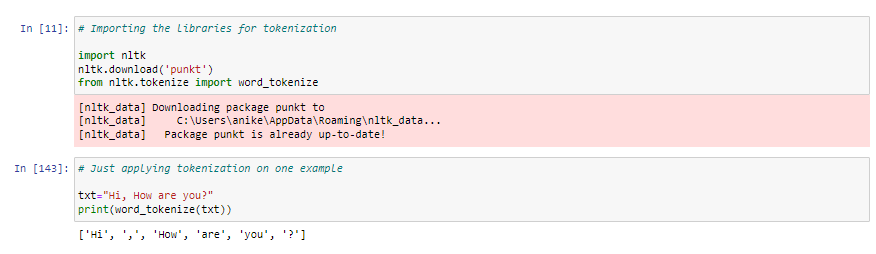 In [11]: # Importing the Libraries for tokenization
import nltk
nltk.download('punkt')
from nltk.tokenize import word_tokenize
[nltk_data] Downloading package punkt to
[nltk_data]     C:\Users\anike\AppData\Roaming\nltk_data...
[nltk_data]   Package punkt is already up-to-date!
In [143]: # Just applying tokenization on one example
txt="Hi, How are you?"
print(word_tokenize(txt))
['Hi', ',', 'How', 'are', 'you', '?']